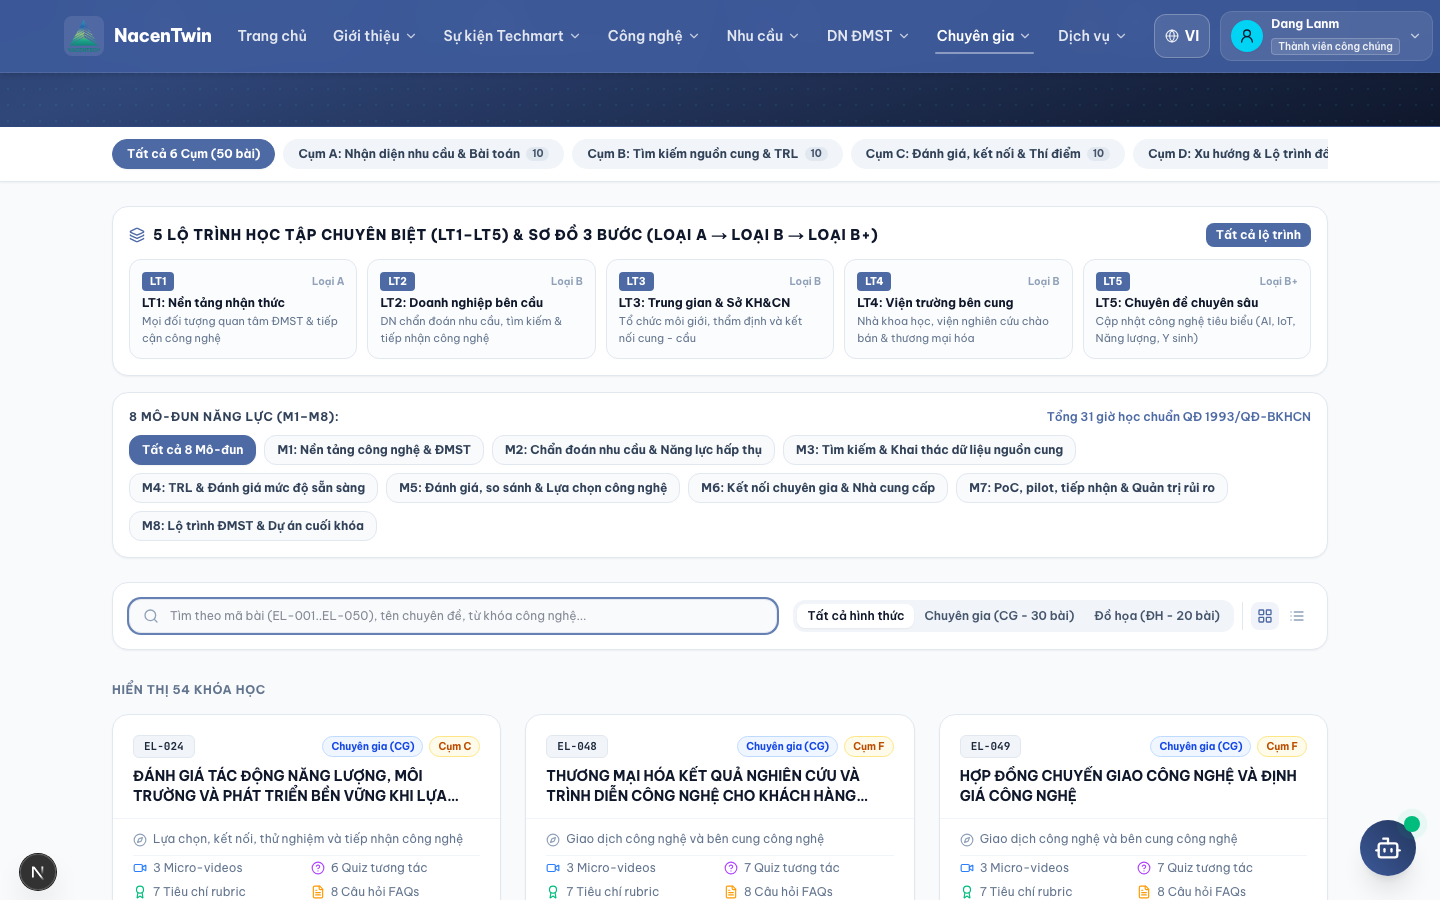 NacenTwin
Trang chủ
Giới thiệu
Sự kiện Techmart
Công nghệ
Nhu cầu
DN ĐMST
Chuyên gia
Dịch vụ
VI
Dang Lanm
Thành viên công chúng
Tất cả 6 Cụm (50 bài)
Cụm A: Nhận diện nhu cầu & Bài toán 10
Cụm B: Tìm kiếm nguồn cung & TRL 10
Cụm C: Đánh giá, kết nối & Thí điểm 10
Cụm D: Xu hướng & Lộ trình
5 LỘ TRÌNH HỌC TẬP CHUYÊN BIỆT (LT1–LT5) & SƠ ĐỒ 3 BƯỚC (LOẠI A → LOẠI B → LOẠI B+)
Tất cả lộ trình
LT1 Loại A
LT1: Nền tảng nhận thức
Mọi đối tượng quan tâm ĐMST & tiếp
cận công nghệ
LT2 Loại B
LT2: Doanh nghiệp bên cầu
DN chẩn đoán nhu cầu, tìm kiếm &
tiếp nhận công nghệ
LT3 Loại B
LT3: Trung gian & Sở KH&CN
Tổ chức môi giới, thẩm định và kết
nối cung - cầu
LT4 Loại B
LT4: Viện trường bên cung
Nhà khoa học, viện nghiên cứu chào
bán & thương mại hóa
LT5 Loại B+
LT5: Chuyên đề chuyên sâu
Cập nhật công nghệ tiêu biểu (AI, IoT,
Năng lượng, Y sinh)
8 MÔ-ĐUN NĂNG LỰC (M1–M8):
Tổng 31 giờ học chuẩn QĐ 1993/QĐ-BKHCN
Tất cả 8 Mô-đun
M1: Nền tảng công nghệ & ĐMST
M2: Chẩn đoán nhu cầu & Năng lực hấp thụ
M3: Tìm kiếm & Khai thác dữ liệu nguồn cung
M4: TRL & Đánh giá mức độ sẵn sàng
M5: Đánh giá, so sánh & Lựa chọn công nghệ
M6: Kết nối chuyên gia & Nhà cung cấp
M7: PoC, pilot, tiếp nhận & Quản trị rủi ro
M8: Lộ trình ĐMST & Dự án cuối khóa
Tìm theo mã bài (EL-001..EL-050), tên chuyên đề, từ khóa công nghệ...
Tất cả hình thức
Chuyên gia (CG - 30 bài)
Đồ họa (ĐH - 20 bài)
HIỂN THỊ 54 KHÓA HỌC
EL-024 Chuyên gia (CG) Cụm C
ĐÁNH GIÁ TÁC ĐỘNG NĂNG LƯỢNG, MÔI
TRƯỜNG VÀ PHÁT TRIỂN BỀN VỮNG KHI LỰA...
Lựa chọn, kết nối, thử nghiệm và tiếp nhận công nghệ
3 Micro-videos
6 Quiz tương tác
7 Tiêu chí rubric
8 Câu hỏi FAQs
EL-048 Chuyên gia (CG) Cụm F
THƯƠNG MẠI HÓA KẾT QUẢ NGHIÊN CỨU VÀ
TRÌNH DIỄN CÔNG NGHỆ CHO KHÁCH HÀNG...
Giao dịch công nghệ và bên cung công nghệ
3 Micro-videos
7 Quiz tương tác
7 Tiêu chí rubric
8 Câu hỏi FAQs
EL-049 Chuyên gia (CG) Cụm F
HỢP ĐỒNG CHUYỂN GIAO CÔNG NGHỆ VÀ ĐỊNH
GIÁ CÔNG NGHỆ
Giao dịch công nghệ và bên cung công nghệ
3 Micro-videos
7 Quiz tương tác
7 Tiêu chí rubric
8 Câu hỏi FAQs
N